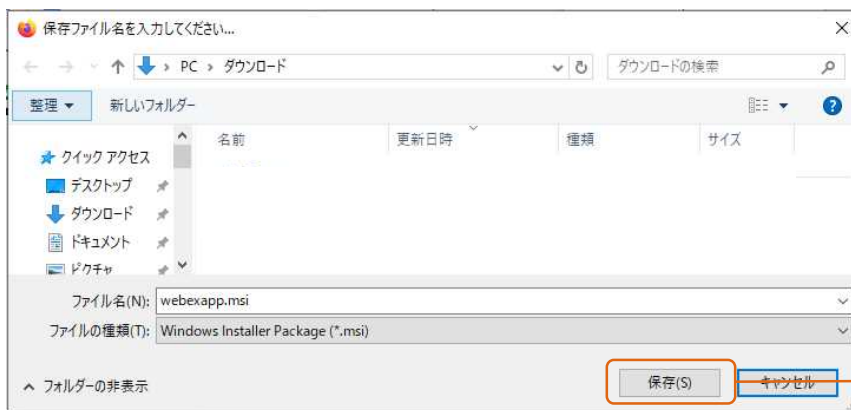 保存ファイル名を入力してください...
PC › ダウンロード
ダウンロードの検索
整理
新しいフォルダー
名前 更新日時 種類 サイズ
クイック アクセス
デスクトップ
ダウンロード
ドキュメント
ピクチャ
ファイル名(N): webexapp.msi
ファイルの種類(T): Windows Installer Package (*.msi)
フォルダーの非表示
保存(S)
キャンセル